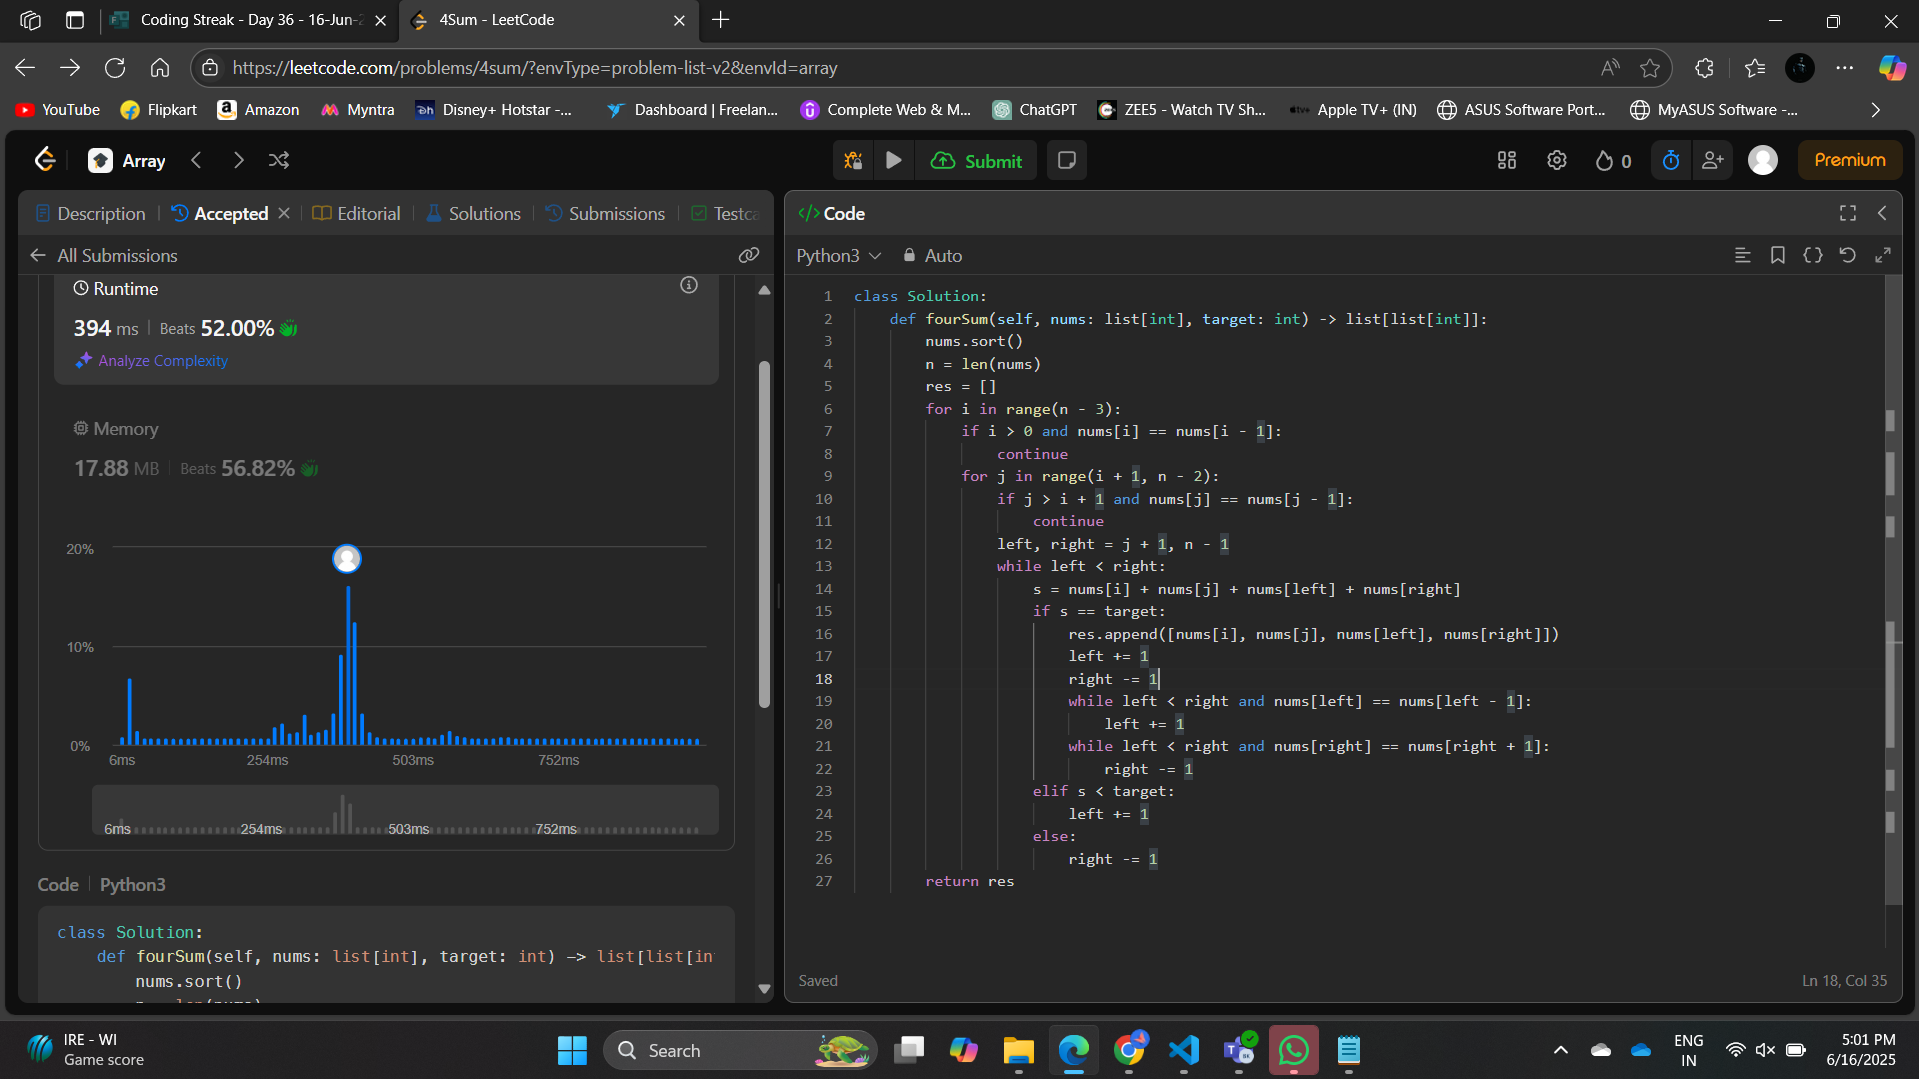 Coding Streak - Day 36 - 16-Jun-2
4Sum - LeetCode
https://leetcode.com/problems/4sum/?envType=problem-list-v2&envId=array
YouTube Flipkart Amazon Myntra Disney+ Hotstar -... Dashboard | Freelan... Complete Web & M... ChatGPT ZEE5 - Watch TV Sh... Apple TV+ (IN) ASUS Software Port... MyASUS Software -...
Array Submit 0 Premium
Description Accepted Editorial Solutions Submissions Testca
All Submissions
Runtime
394 ms Beats 52.00%
Analyze Complexity
Memory
17.88 MB Beats 56.82%
20%
10%
0%
6ms 254ms 503ms 752ms
6ms 254ms 503ms 752ms
Code Python3
class Solution:
def fourSum(self, nums: list[int], target: int) -> list[list[in
nums.sort()
</> Code
Python3 Auto
1 class Solution:
2 def fourSum(self, nums: list[int], target: int) -> list[list[int]]:
3 nums.sort()
4 n = len(nums)
5 res = []
6 for i in range(n - 3):
7 if i > 0 and nums[i] == nums[i - 1]:
8 continue
9 for j in range(i + 1, n - 2):
10 if j > i + 1 and nums[j] == nums[j - 1]:
11 continue
12 left, right = j + 1, n - 1
13 while left < right:
14 s = nums[i] + nums[j] + nums[left] + nums[right]
15 if s == target:
16 res.append([nums[i], nums[j], nums[left], nums[right]])
17 left += 1
18 right -= 1
19 while left < right and nums[left] == nums[left - 1]:
20 left += 1
21 while left < right and nums[right] == nums[right + 1]:
22 right -= 1
23 elif s < target:
24 left += 1
25 else:
26 right -= 1
27 return res
Saved Ln 18, Col 35
IRE - WI
Game score
Search
ENG
IN
5:01 PM
6/16/2025